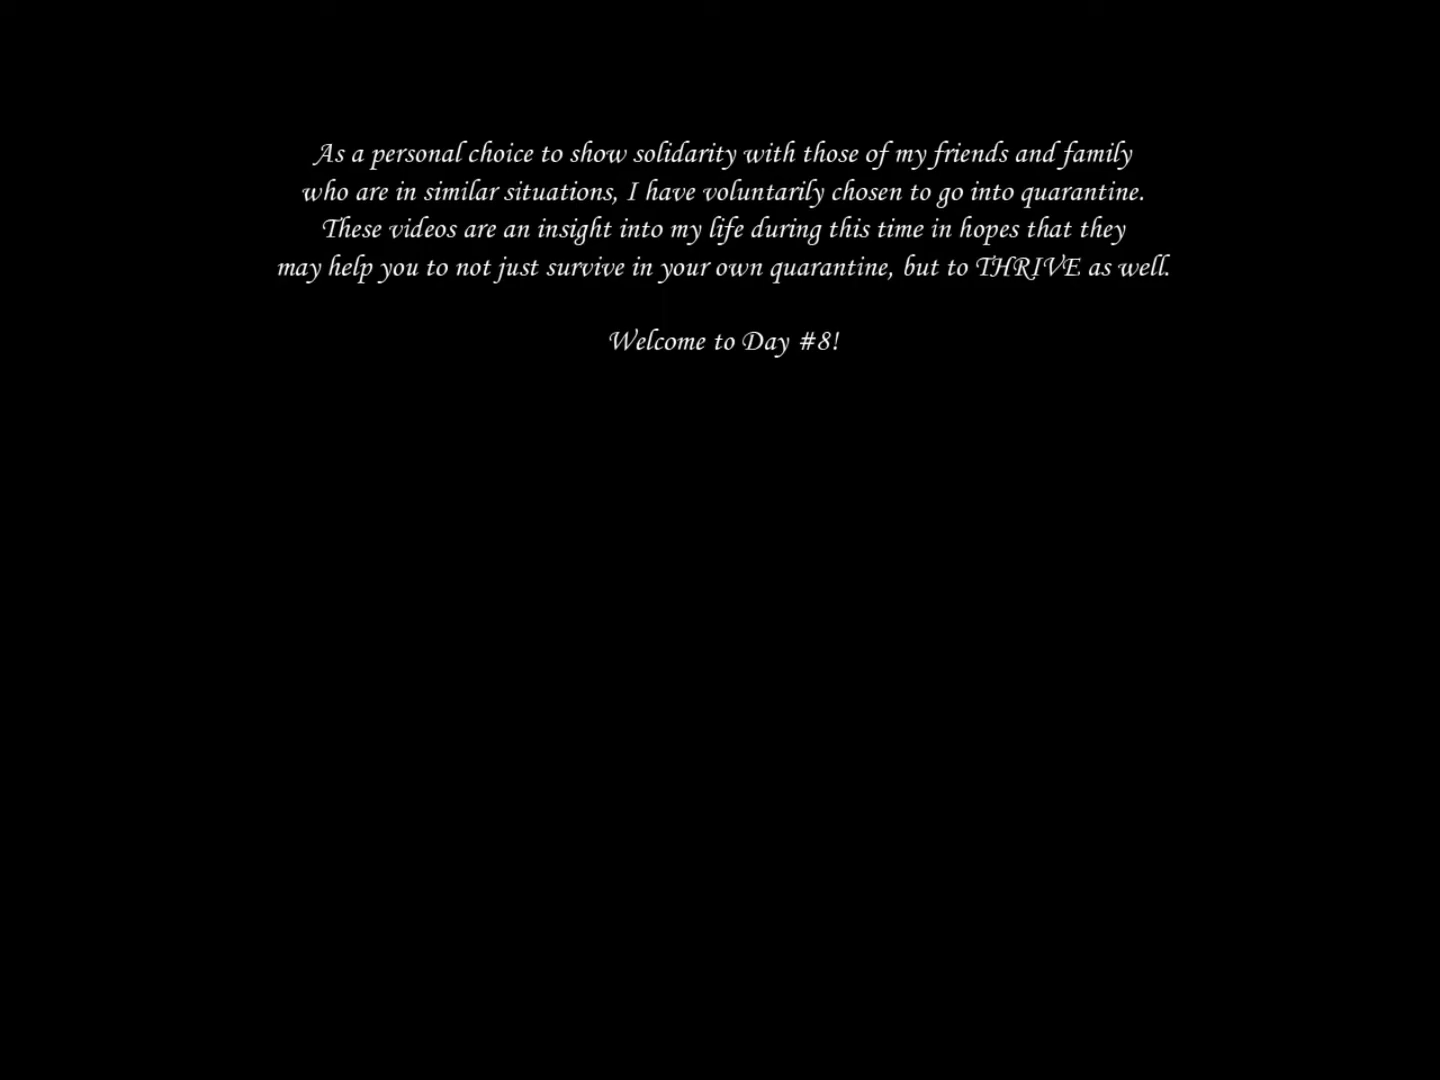 As a personal choice to show solidarity with those of my friends and family
who are in similar situations, I have voluntarily chosen to go into quarantine.
These videos are an insight into my life during this time in hopes that they
may help you to not just survive in your own quarantine, but to THRIVE as well.
Welcome to Day #8!